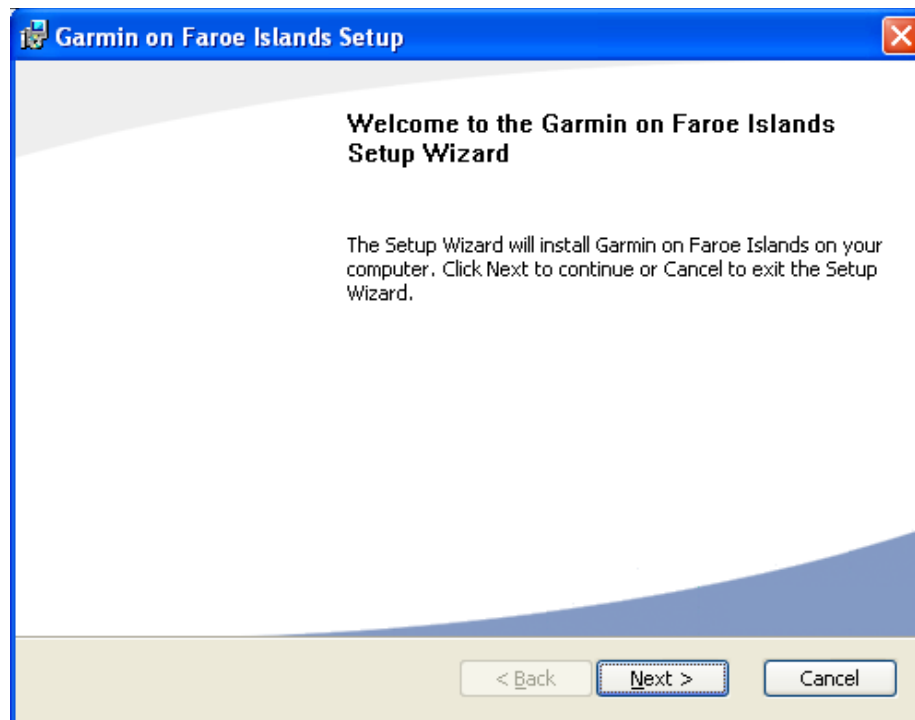 Garmin on Faroe Islands Setup
Welcome to the Garmin on Faroe Islands
Setup Wizard
The Setup Wizard will install Garmin on Faroe Islands on your
computer. Click Next to continue or Cancel to exit the Setup
Wizard.
< Back Next > Cancel